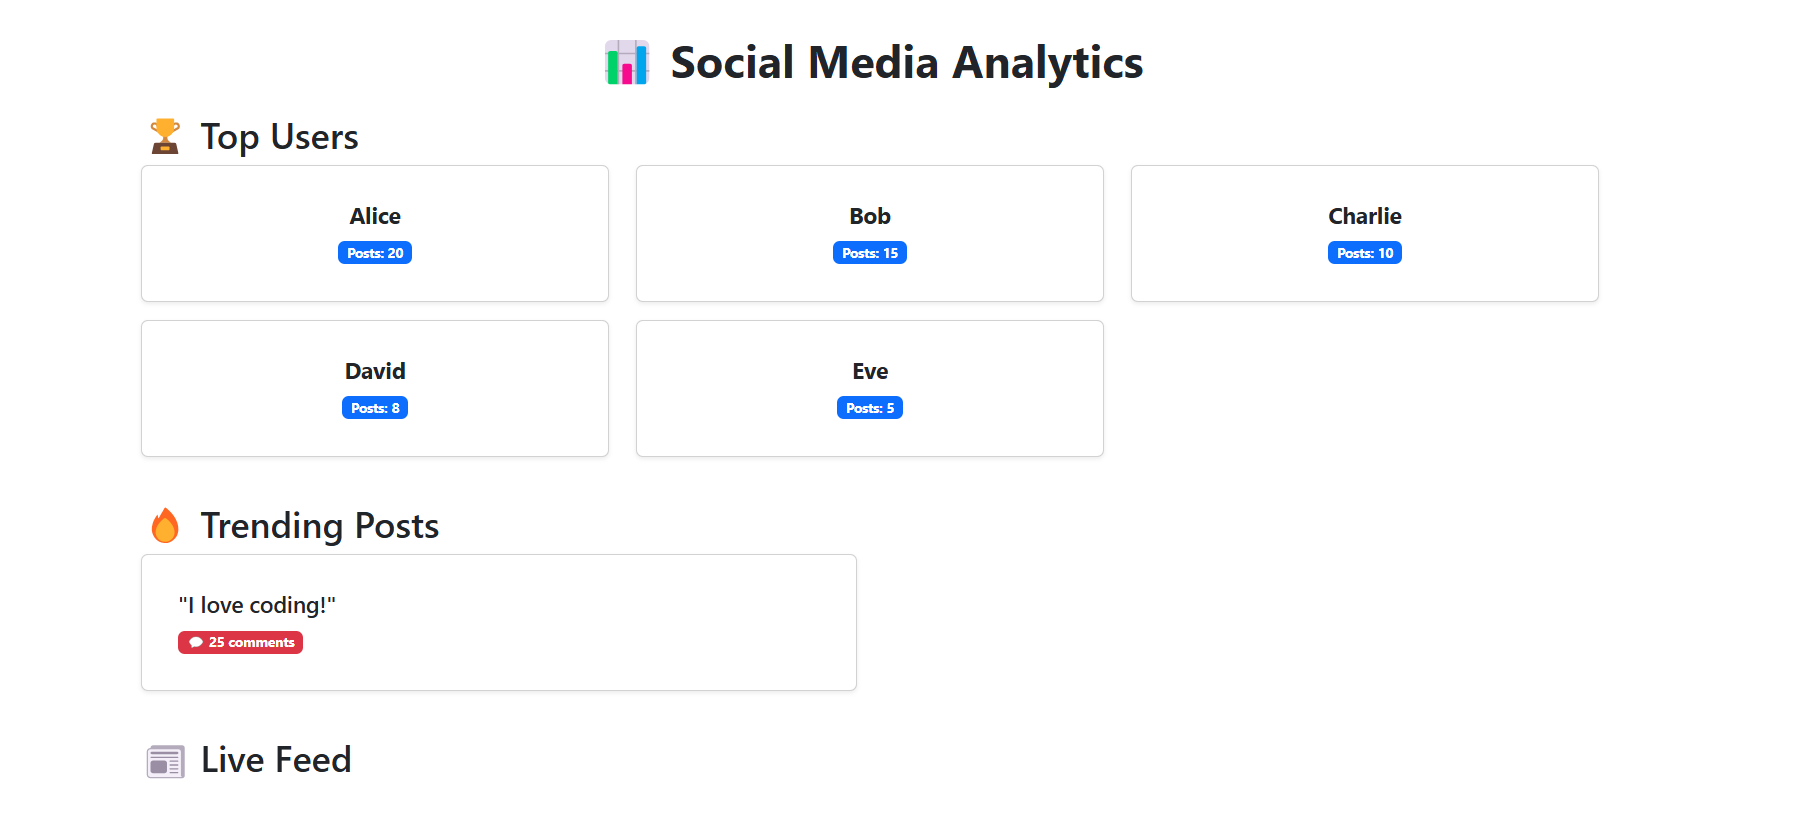 Social Media Analytics
Top Users
Alice
Posts: 20
Bob
Posts: 15
Charlie
Posts: 10
David
Posts: 8
Eve
Posts: 5
Trending Posts
"I love coding!"
25 comments
Live Feed